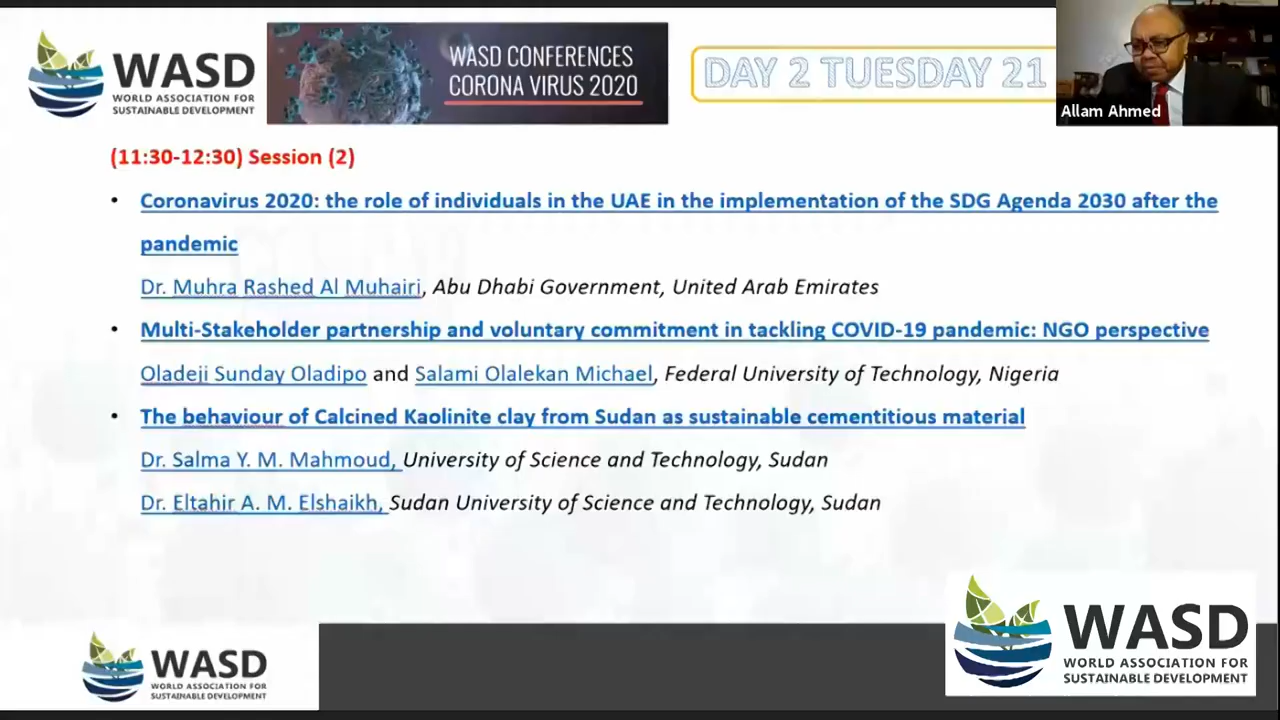 WASD
WORLD ASSOCIATION FOR
SUSTAINABLE DEVELOPMENT
WASD CONFERENCES
CORONA VIRUS 2020
DAY 2 TUESDAY 21
Allam Ahmed
(11:30-12:30) Session (2)
• Coronavirus 2020: the role of individuals in the UAE in the implementation of the SDG Agenda 2030 after the
pandemic
Dr. Muhra Rashed Al Muhairi, Abu Dhabi Government, United Arab Emirates
• Multi-Stakeholder partnership and voluntary commitment in tackling COVID-19 pandemic: NGO perspective
Oladeji Sunday Oladipo and Salami Olalekan Michael, Federal University of Technology, Nigeria
• The behaviour of Calcined Kaolinite clay from Sudan as sustainable cementitious material
Dr. Salma Y. M. Mahmoud, University of Science and Technology, Sudan
Dr. Eltahir A. M. Elshaikh, Sudan University of Science and Technology, Sudan
WASD
WORLD ASSOCIATION FOR
SUSTAINABLE DEVELOPMENT
WASD
WORLD ASSOCIATION FOR
SUSTAINABLE DEVELOPMENT